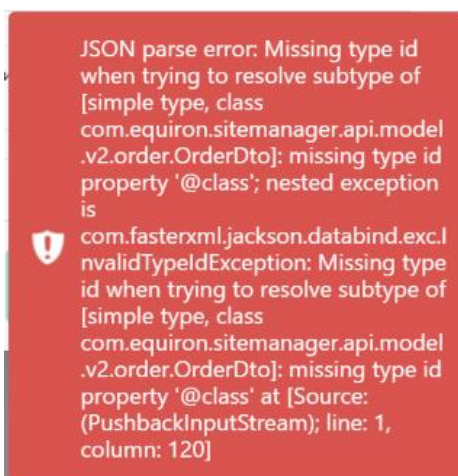 JSON parse error: Missing type id
when trying to resolve subtype of
[simple type, class
com.equiron.sitemanager.api.model
.v2.order.OrderDto]: missing type id
property '@class'; nested exception
is
com.fasterxml.jackson.databind.exc.I
nvalidTypeIdException: Missing type
id when trying to resolve subtype of
[simple type, class
com.equiron.sitemanager.api.model
.v2.order.OrderDto]: missing type id
property '@class' at [Source:
(PushbackInputStream); line: 1,
column: 120]